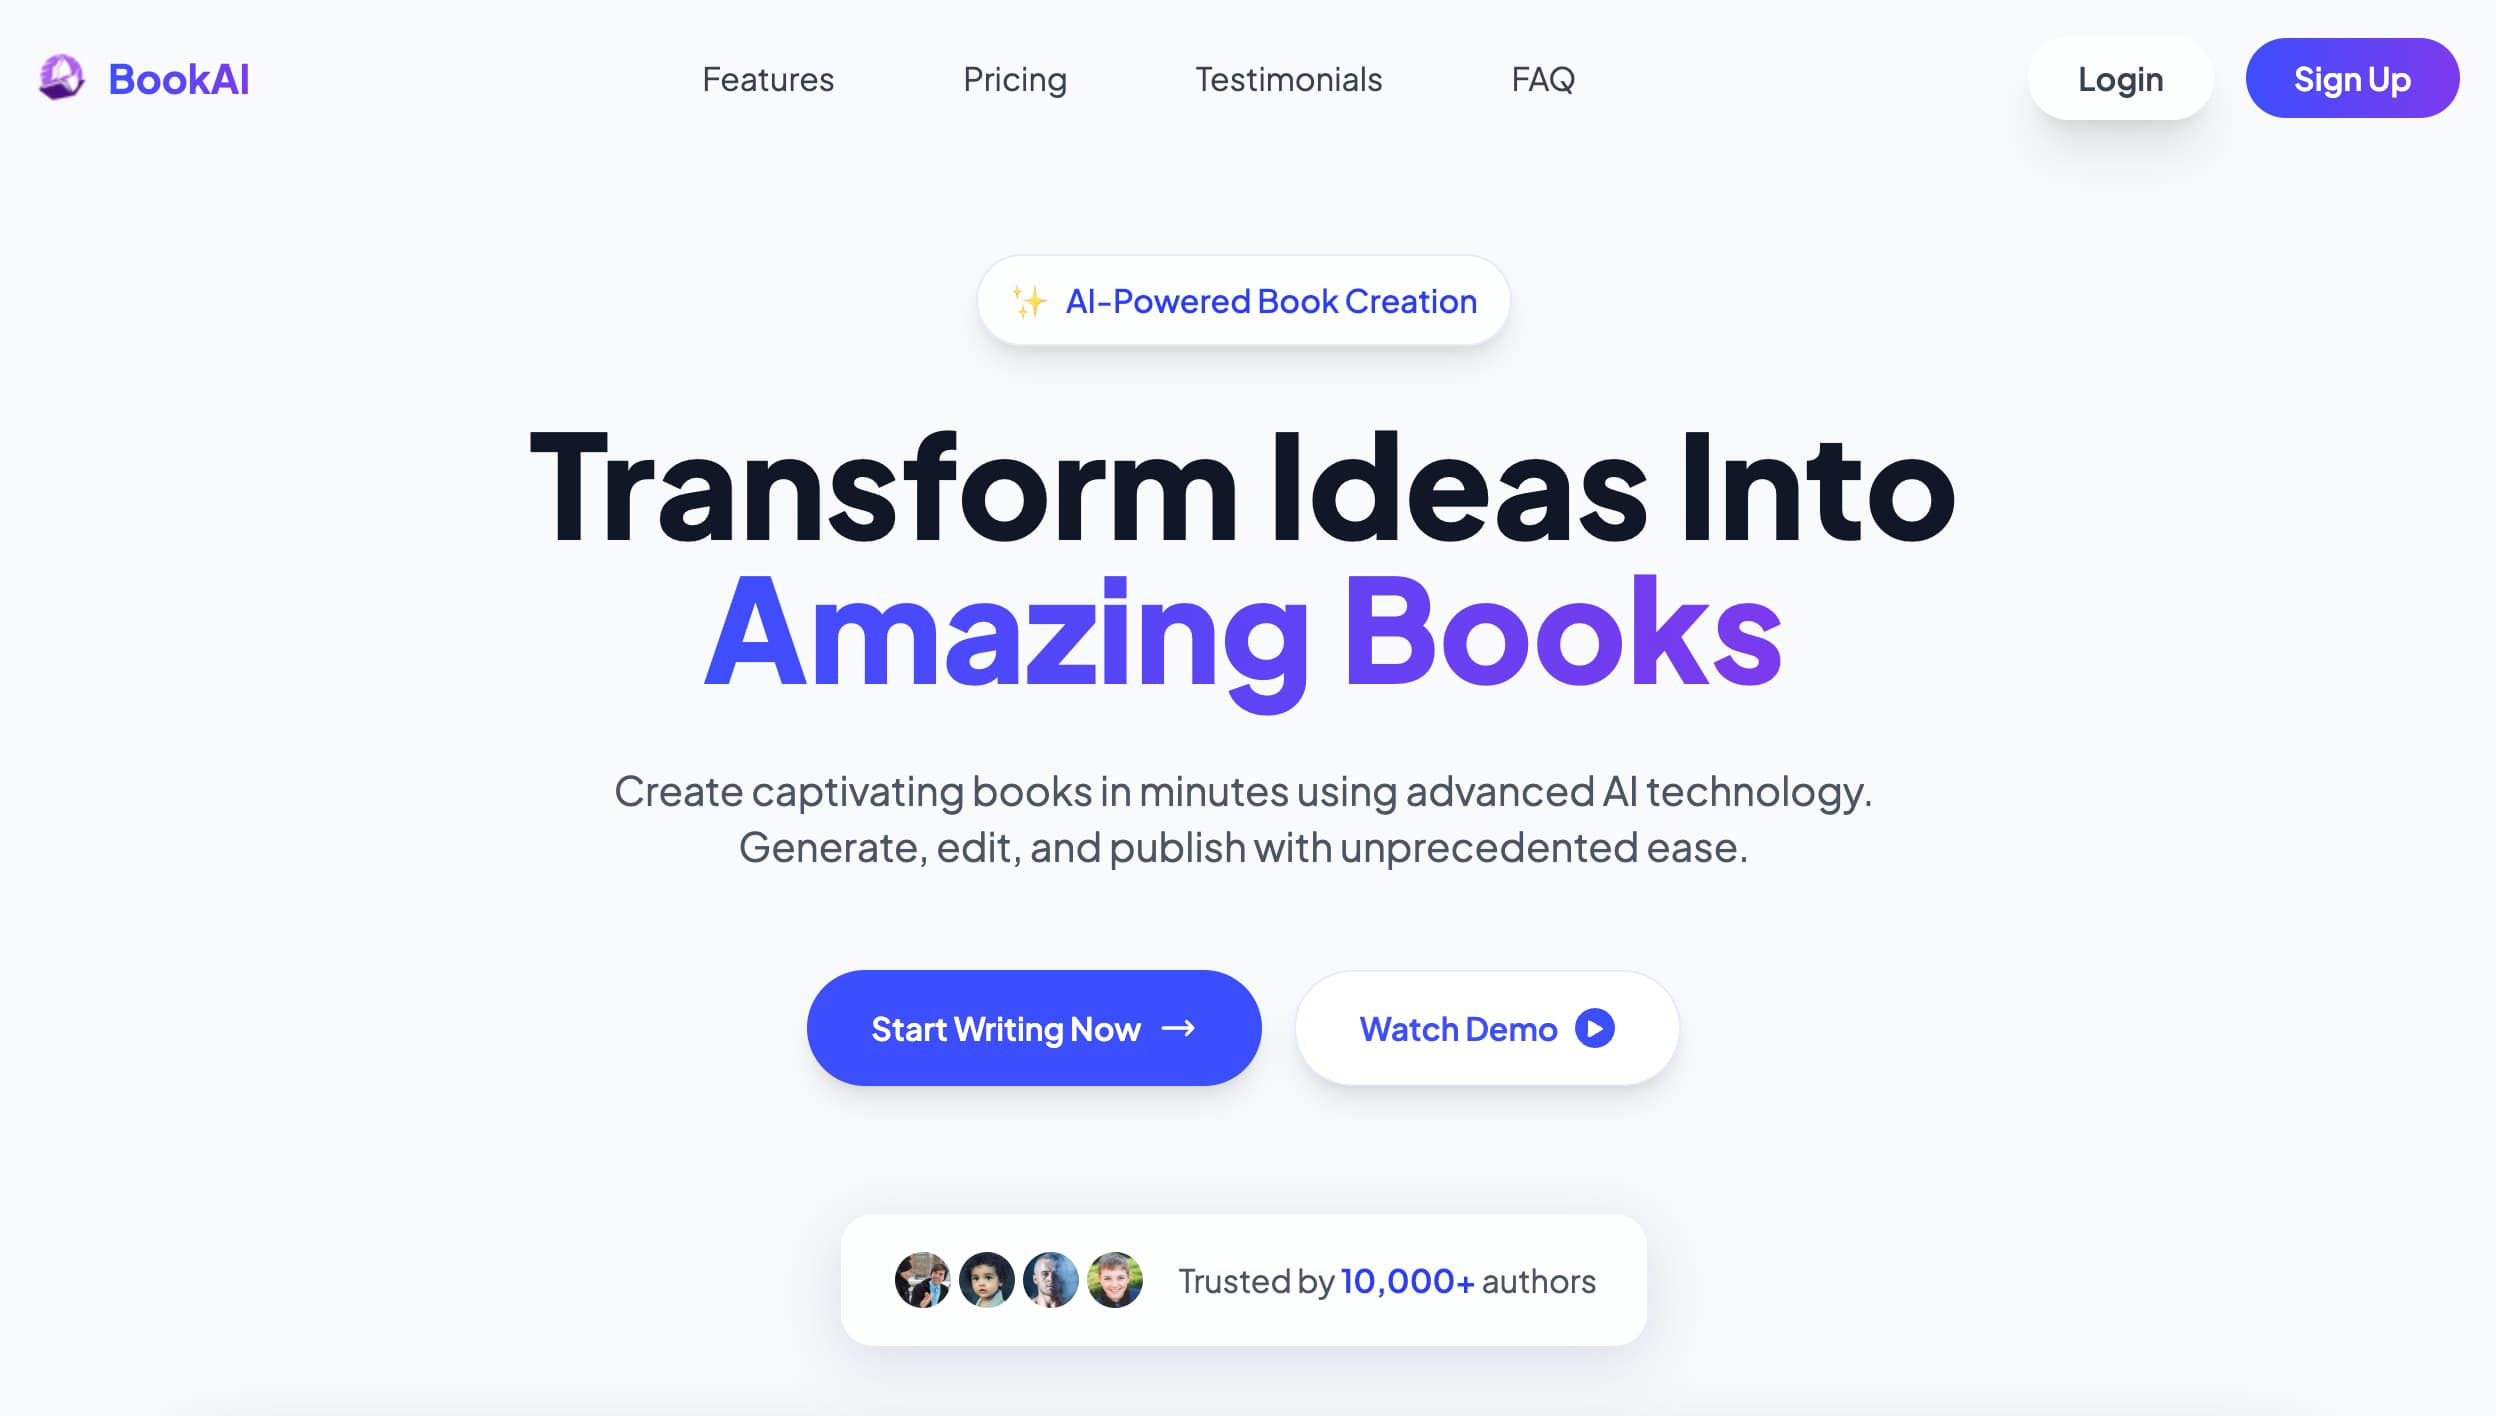 BookAI
Features
Pricing
Testimonials
FAQ
Login
Sign Up
✨ AI-Powered Book Creation
Transform Ideas Into
Amazing Books
Create captivating books in minutes using advanced AI technology.
Generate, edit, and publish with unprecedented ease.
Start Writing Now →
Watch Demo
Trusted by 10,000+ authors